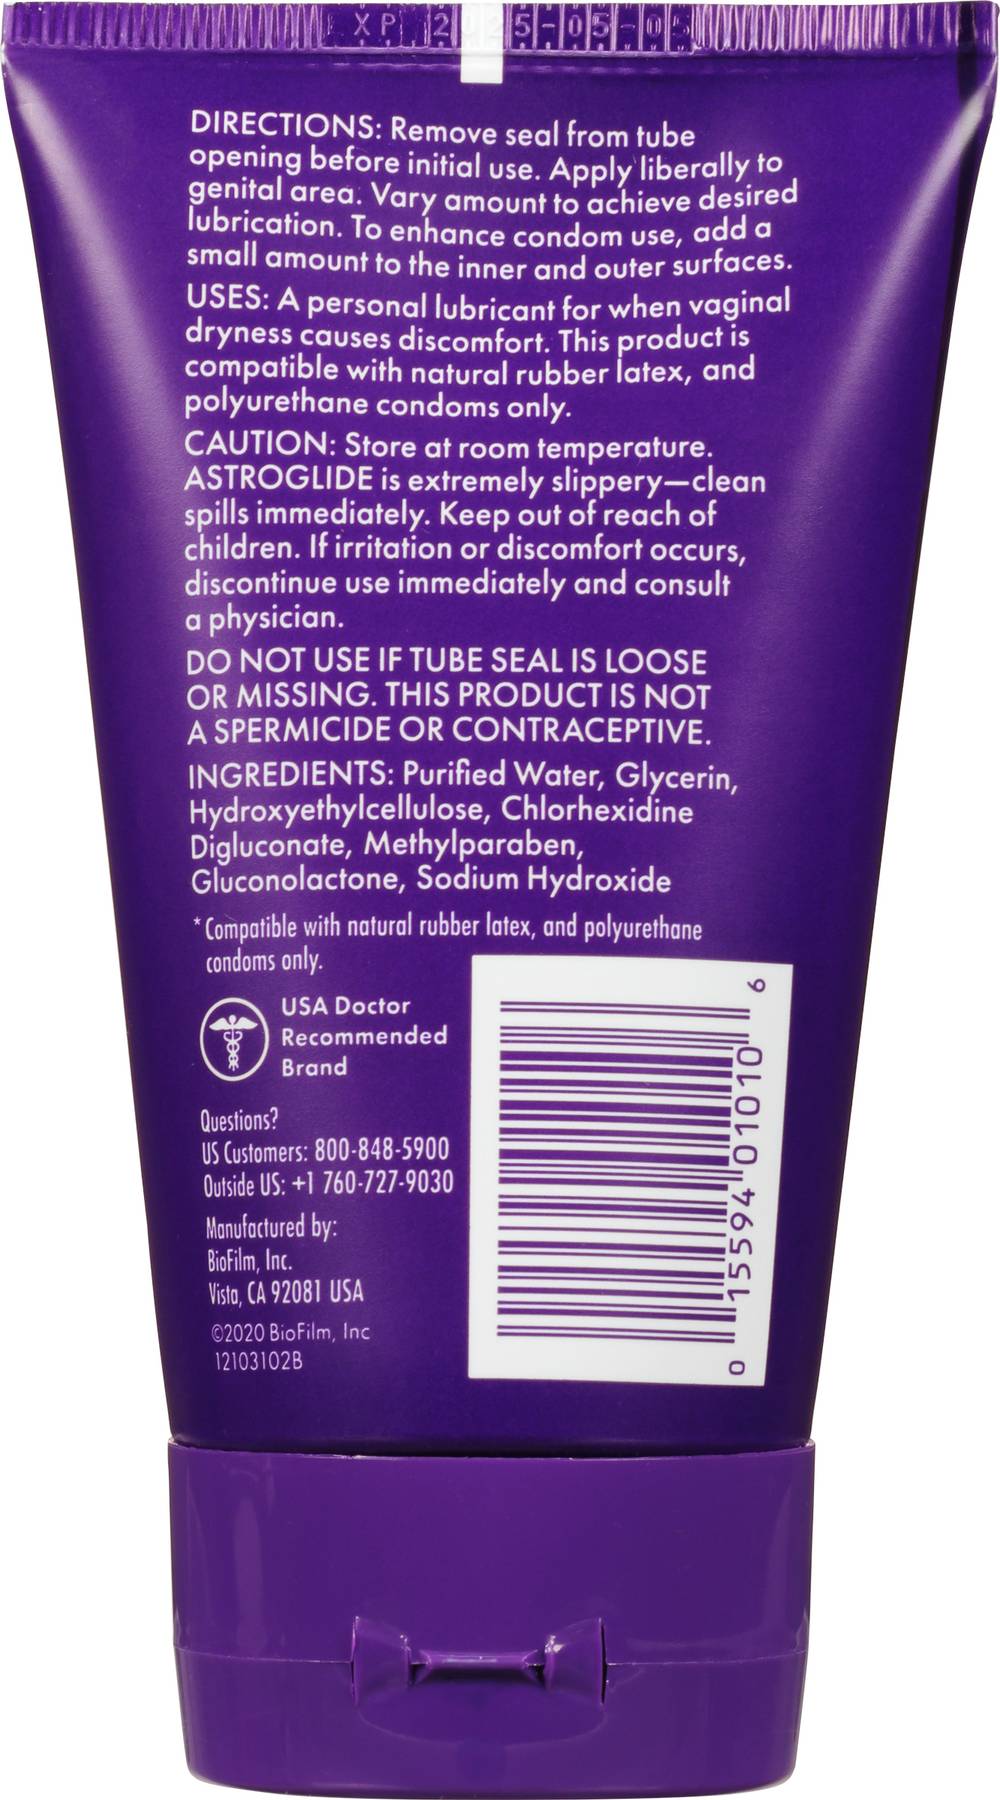 EXP 2025-05-05
DIRECTIONS: Remove seal from tube
opening before initial use. Apply liberally to
genital area. Vary amount to achieve desired
lubrication. To enhance condom use, add a
small amount to the inner and outer surfaces.
USES: A personal lubricant for when vaginal
dryness causes discomfort. This product is
compatible with natural rubber latex, and
polyurethane condoms only.
CAUTION: Store at room temperature.
ASTROGLIDE is extremely slippery—clean
spills immediately. Keep out of reach of
children. If irritation or discomfort occurs,
discontinue use immediately and consult
a physician.
DO NOT USE IF TUBE SEAL IS LOOSE
OR MISSING. THIS PRODUCT IS NOT
A SPERMICIDE OR CONTRACEPTIVE.
INGREDIENTS: Purified Water, Glycerin,
Hydroxyethylcellulose, Chlorhexidine
Digluconate, Methylparaben,
Gluconolactone, Sodium Hydroxide
* Compatible with natural rubber latex, and polyurethane
condoms only.
USA Doctor
Recommended
Brand
Questions?
US Customers: 800-848-5900
Outside US: +1 760-727-9030
Manufactured by:
BioFilm, Inc.
Vista, CA 92081 USA
©2020 BioFilm, Inc
12103102B
0 15594 01010 6